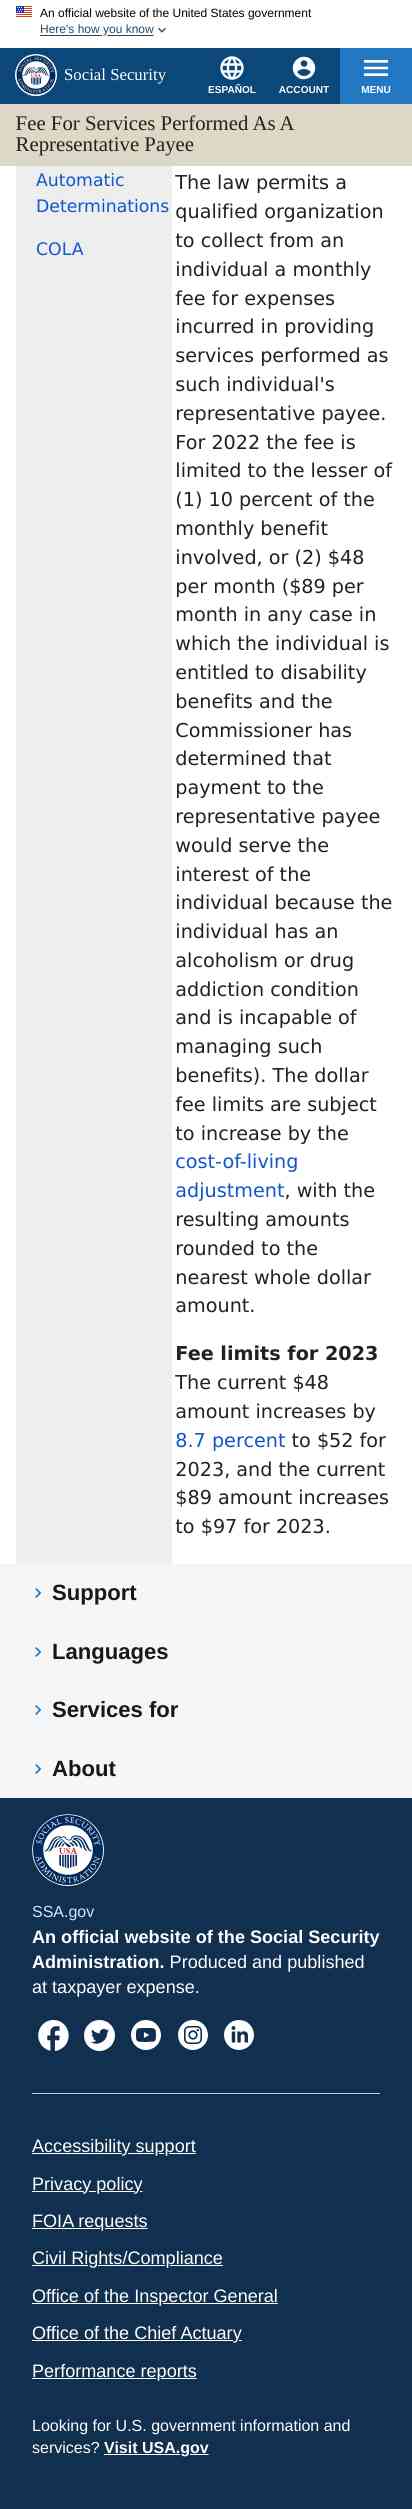 An official website of the United States government
Here's how you know
Social Security
ESPAÑOL
ACCOUNT
MENU
Fee For Services Performed As A
Representative Payee
Automatic
Determinations
COLA
The law permits a
qualified organization
to collect from an
individual a monthly
fee for expenses
incurred in providing
services performed as
such individual's
representative payee.
For 2022 the fee is
limited to the lesser of
(1) 10 percent of the
monthly benefit
involved, or (2) $48
per month ($89 per
month in any case in
which the individual is
entitled to disability
benefits and the
Commissioner has
determined that
payment to the
representative payee
would serve the
interest of the
individual because the
individual has an
alcoholism or drug
addiction condition
and is incapable of
managing such
benefits). The dollar
fee limits are subject
to increase by the
cost-of-living
adjustment, with the
resulting amounts
rounded to the
nearest whole dollar
amount.
Fee limits for 2023
The current $48
amount increases by
8.7 percent to $52 for
2023, and the current
$89 amount increases
to $97 for 2023.
Support
Languages
Services for
About
SOCIAL SECURITY
USA
ADMINISTRATION
SSA.gov
An official website of the Social Security
Administration. Produced and published
at taxpayer expense.
Accessibility support
Privacy policy
FOIA requests
Civil Rights/Compliance
Office of the Inspector General
Office of the Chief Actuary
Performance reports
Looking for U.S. government information and
services? Visit USA.gov